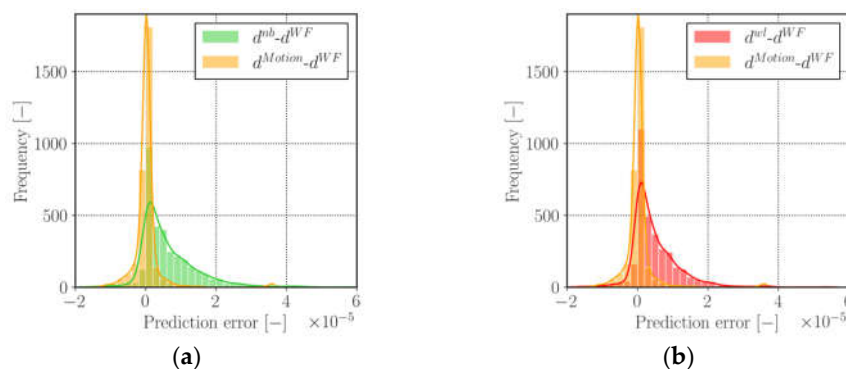 d^{nb}-d^{WF}
d^{Motion}-d^{WF}
1500
1000
500
0
Frequency [−]
−2 0 2 4 6
Prediction error [−] ×10^{−5}
(a)
d^{wl}-d^{WF}
d^{Motion}-d^{WF}
1500
1000
500
0
Frequency [−]
−2 0 2 4 6
Prediction error [−] ×10^{−5}
(b)